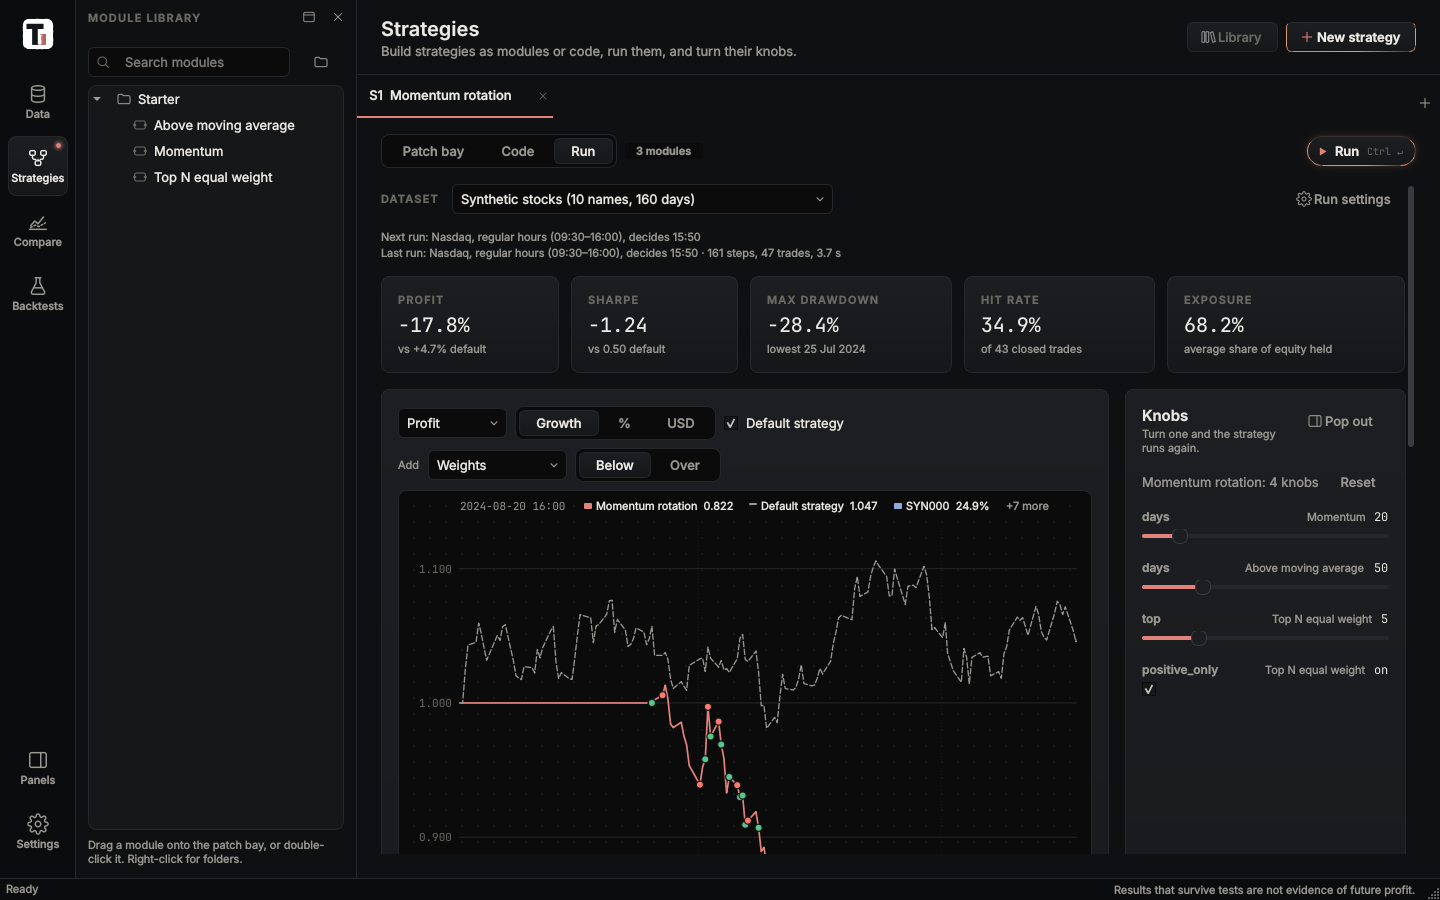 MODULE LIBRARY
Search modules
Starter
Above moving average
Momentum
Top N equal weight
Drag a module onto the patch bay, or double-
click it. Right-click for folders.
Data
Strategies
Compare
Backtests
Panels
Settings
Strategies
Build strategies as modules or code, run them, and turn their knobs.
Library
+ New strategy
S1 Momentum rotation
Patch bay Code Run 3 modules
Run Ctrl ↵
DATASET Synthetic stocks (10 names, 160 days)
Run settings
Next run: Nasdaq, regular hours (09:30–16:00), decides 15:50
Last run: Nasdaq, regular hours (09:30–16:00), decides 15:50 · 161 steps, 47 trades, 3.7 s
PROFIT
-17.8%
vs +4.7% default
SHARPE
-1.24
vs 0.50 default
MAX DRAWDOWN
-28.4%
lowest 25 Jul 2024
HIT RATE
34.9%
of 43 closed trades
EXPOSURE
68.2%
average share of equity held
Profit Growth % USD Default strategy
Add Weights Below Over
2024-08-20 16:00 Momentum rotation 0.822 Default strategy 1.047 SYN000 24.9% +7 more
1.100
1.000
0.900
Knobs
Pop out
Turn one and the strategy
runs again.
Momentum rotation: 4 knobs Reset
days Momentum 20
days Above moving average 50
top Top N equal weight 5
positive_only Top N equal weight on
Ready
Results that survive tests are not evidence of future profit.